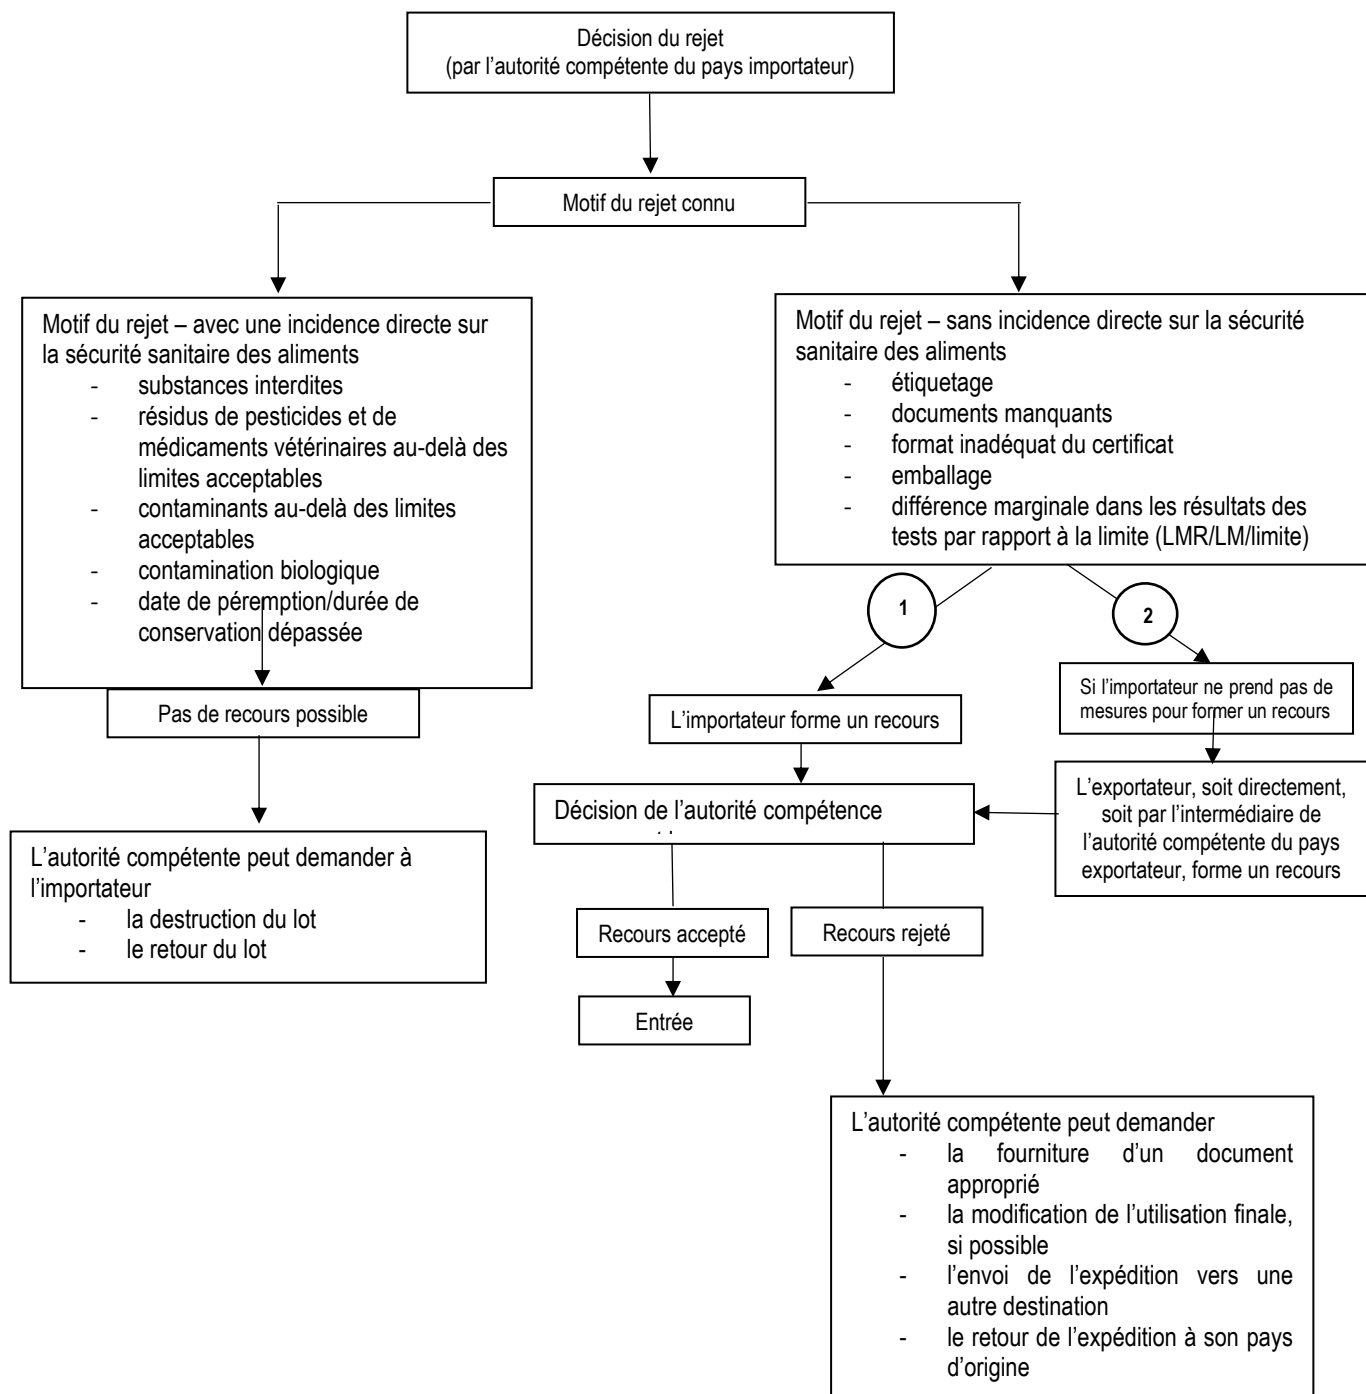 Décision du rejet
(par l’autorité compétente du pays importateur)
Motif du rejet connu
Motif du rejet – avec une incidence directe sur
la sécurité sanitaire des aliments
- substances interdites
- résidus de pesticides et de
médicaments vétérinaires au-delà des
limites acceptables
- contaminants au-delà des limites
acceptables
- contamination biologique
- date de péremption/durée de
conservation dépassée
Pas de recours possible
L’autorité compétente peut demander à
l’importateur
- la destruction du lot
- le retour du lot
Motif du rejet – sans incidence directe sur la sécurité
sanitaire des aliments
- étiquetage
- documents manquants
- format inadéquat du certificat
- emballage
- différence marginale dans les résultats des
tests par rapport à la limite (LMR/LM/limite)
1
2
L’importateur forme un recours
Si l’importateur ne prend pas de
mesures pour former un recours
L’exportateur, soit directement,
soit par l’intermédiaire de
l’autorité compétente du pays
exportateur, forme un recours
Décision de l’autorité compétence
Recours accepté
Recours rejeté
Entrée
L’autorité compétente peut demander
- la fourniture d’un document
approprié
- la modification de l’utilisation finale,
si possible
- l’envoi de l’expédition vers une
autre destination
- le retour de l’expédition à son pays
d’origine